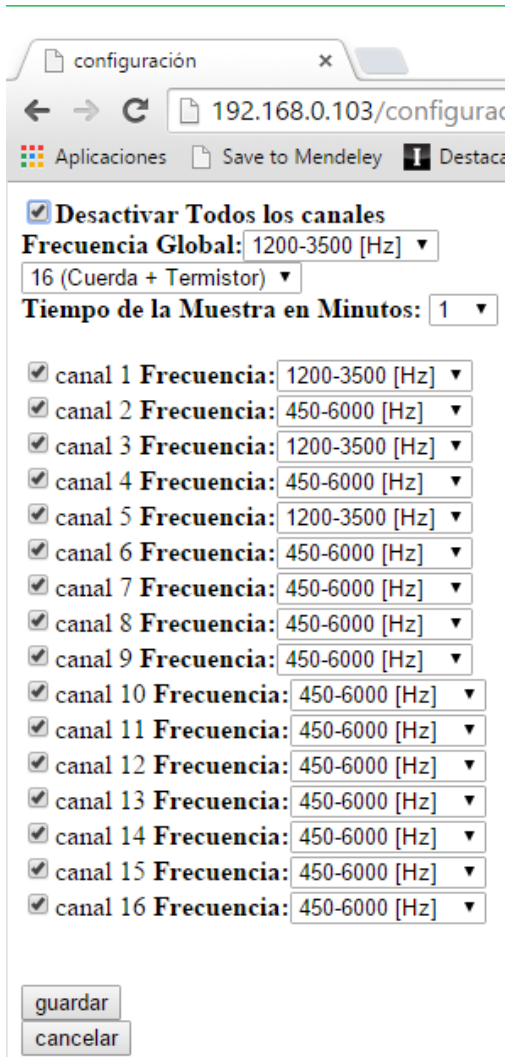 configuración ×
192.168.0.103/configurac
Aplicaciones Save to Mendeley I Destaca
Desactivar Todos los canales
Frecuencia Global: 1200-3500 [Hz]
16 (Cuerda + Termistor)
Tiempo de la Muestra en Minutos: 1
canal 1 Frecuencia: 1200-3500 [Hz]
canal 2 Frecuencia: 450-6000 [Hz]
canal 3 Frecuencia: 1200-3500 [Hz]
canal 4 Frecuencia: 450-6000 [Hz]
canal 5 Frecuencia: 1200-3500 [Hz]
canal 6 Frecuencia: 450-6000 [Hz]
canal 7 Frecuencia: 450-6000 [Hz]
canal 8 Frecuencia: 450-6000 [Hz]
canal 9 Frecuencia: 450-6000 [Hz]
canal 10 Frecuencia: 450-6000 [Hz]
canal 11 Frecuencia: 450-6000 [Hz]
canal 12 Frecuencia: 450-6000 [Hz]
canal 13 Frecuencia: 450-6000 [Hz]
canal 14 Frecuencia: 450-6000 [Hz]
canal 15 Frecuencia: 450-6000 [Hz]
canal 16 Frecuencia: 450-6000 [Hz]
guardar
cancelar